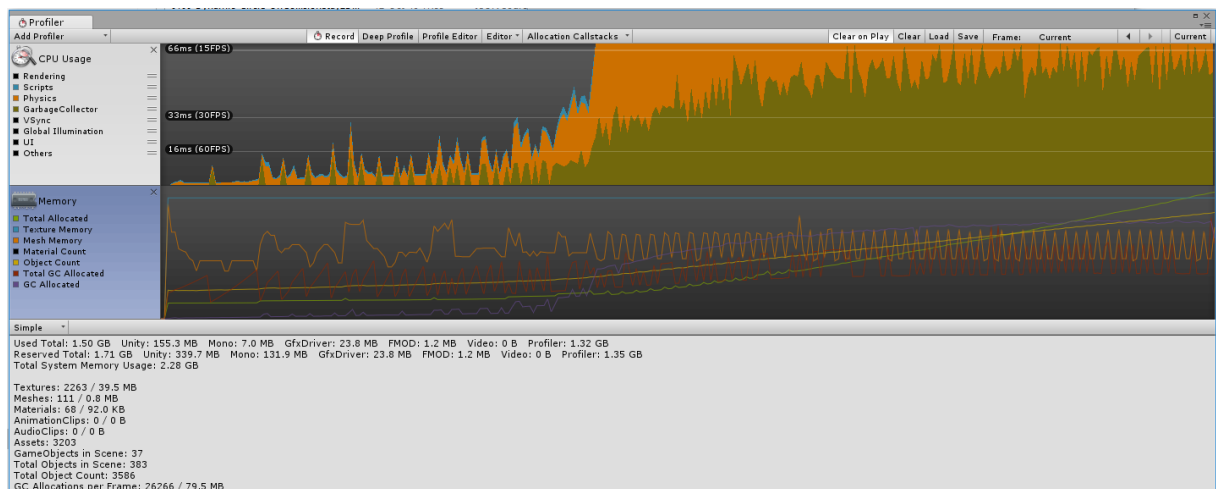 Profiler
Add Profiler
Record Deep Profile Profile Editor Editor Allocation Callstacks
Clear on Play Clear Load Save Frame: Current Current
CPU Usage
Rendering
Scripts
Physics
GarbageCollector
VSync
Global Illumination
UI
Others
66ms (15FPS)
33ms (30FPS)
16ms (60FPS)
Memory
Total Allocated
Texture Memory
Mesh Memory
Material Count
Object Count
Total GC Allocated
GC Allocated
Simple
Used Total: 1.50 GB Unity: 155.3 MB Mono: 7.0 MB GfxDriver: 23.8 MB FMOD: 1.2 MB Video: 0 B Profiler: 1.32 GB
Reserved Total: 1.71 GB Unity: 339.7 MB Mono: 131.9 MB GfxDriver: 23.8 MB FMOD: 1.2 MB Video: 0 B Profiler: 1.35 GB
Total System Memory Usage: 2.28 GB
Textures: 2263 / 39.5 MB
Meshes: 111 / 0.8 MB
Materials: 68 / 92.0 KB
AnimationClips: 0 / 0 B
AudioClips: 0 / 0 B
Assets: 3203
GameObjects in Scene: 37
Total Objects in Scene: 383
Total Object Count: 3586
GC Allocations per Frame: 26266 / 79.5 MB